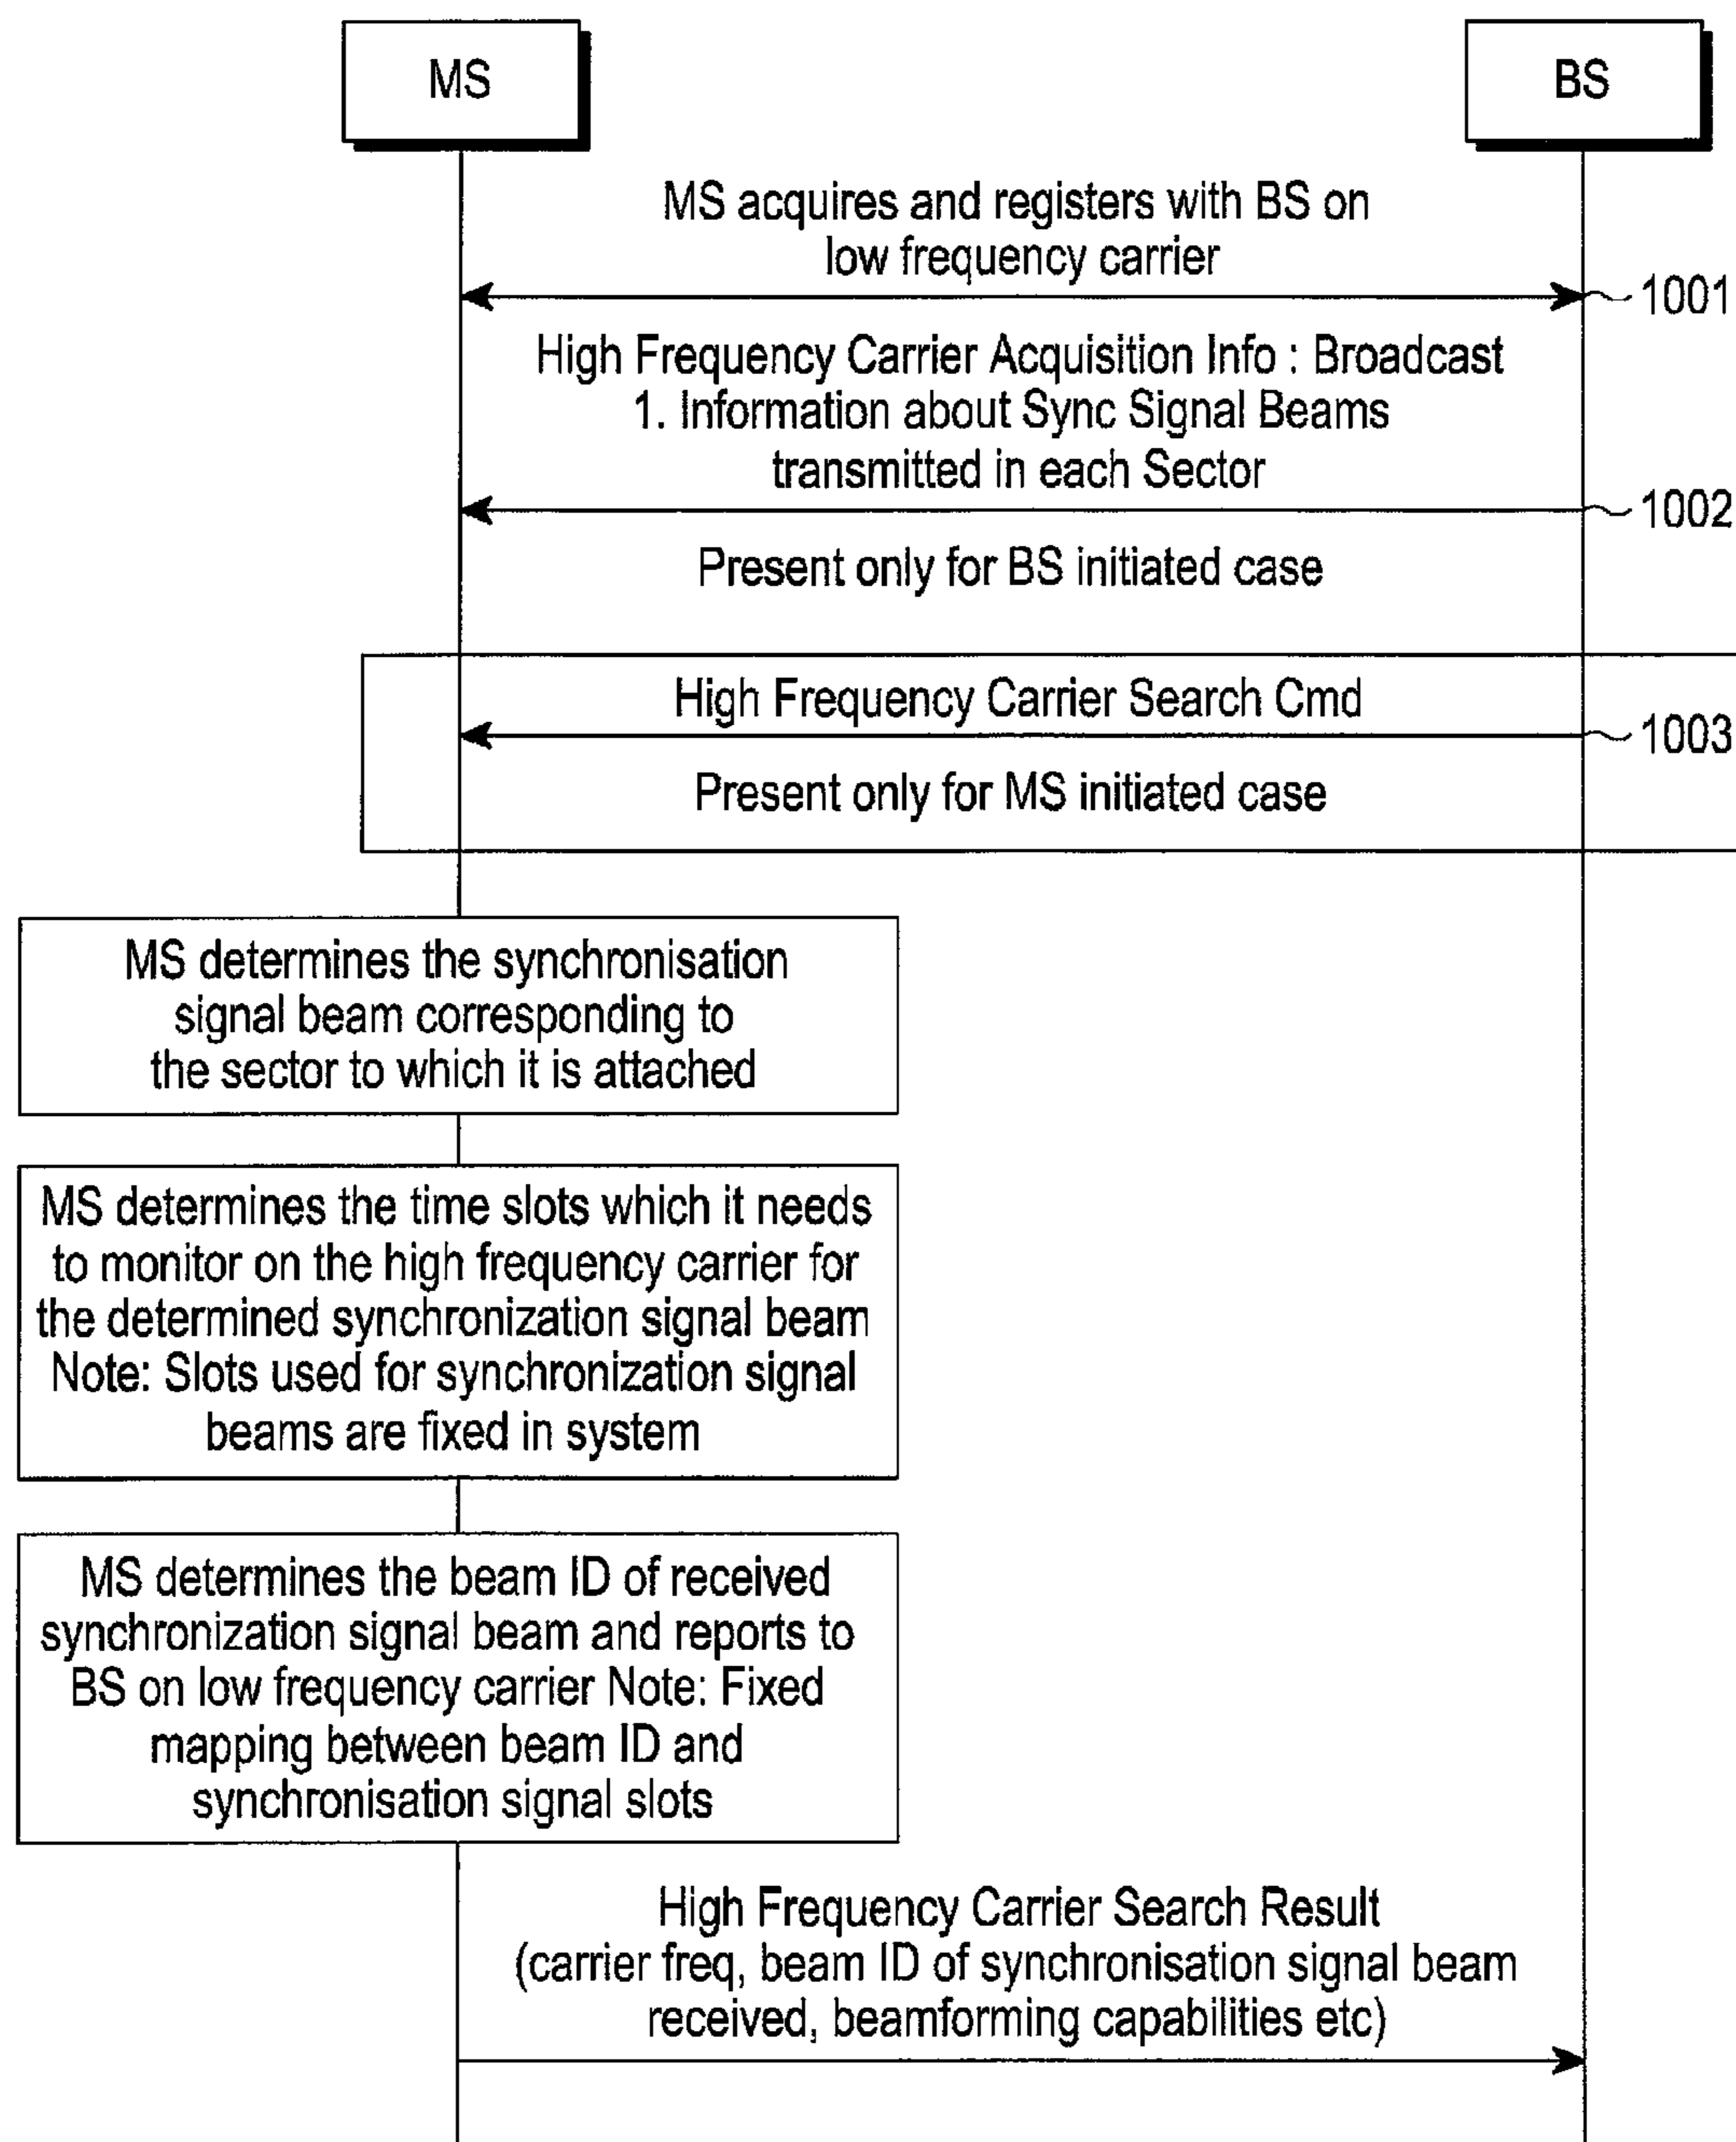 MS
BS
MS acquires and registers with BS on
low frequency carrier
1001
High Frequency Carrier Acquisition Info : Broadcast
1. Information about Sync Signal Beams
transmitted in each Sector
1002
Present only for BS initiated case
High Frequency Carrier Search Cmd
1003
Present only for MS initiated case
MS determines the synchronisation
signal beam corresponding to
the sector to which it is attached
MS determines the time slots which it needs
to monitor on the high frequency carrier for
the determined synchronization signal beam
Note: Slots used for synchronization signal
beams are fixed in system
MS determines the beam ID of received
synchronization signal beam and reports to
BS on low frequency carrier Note: Fixed
mapping between beam ID and
synchronisation signal slots
High Frequency Carrier Search Result
(carrier freq, beam ID of synchronisation signal beam
received, beamforming capabilities etc)